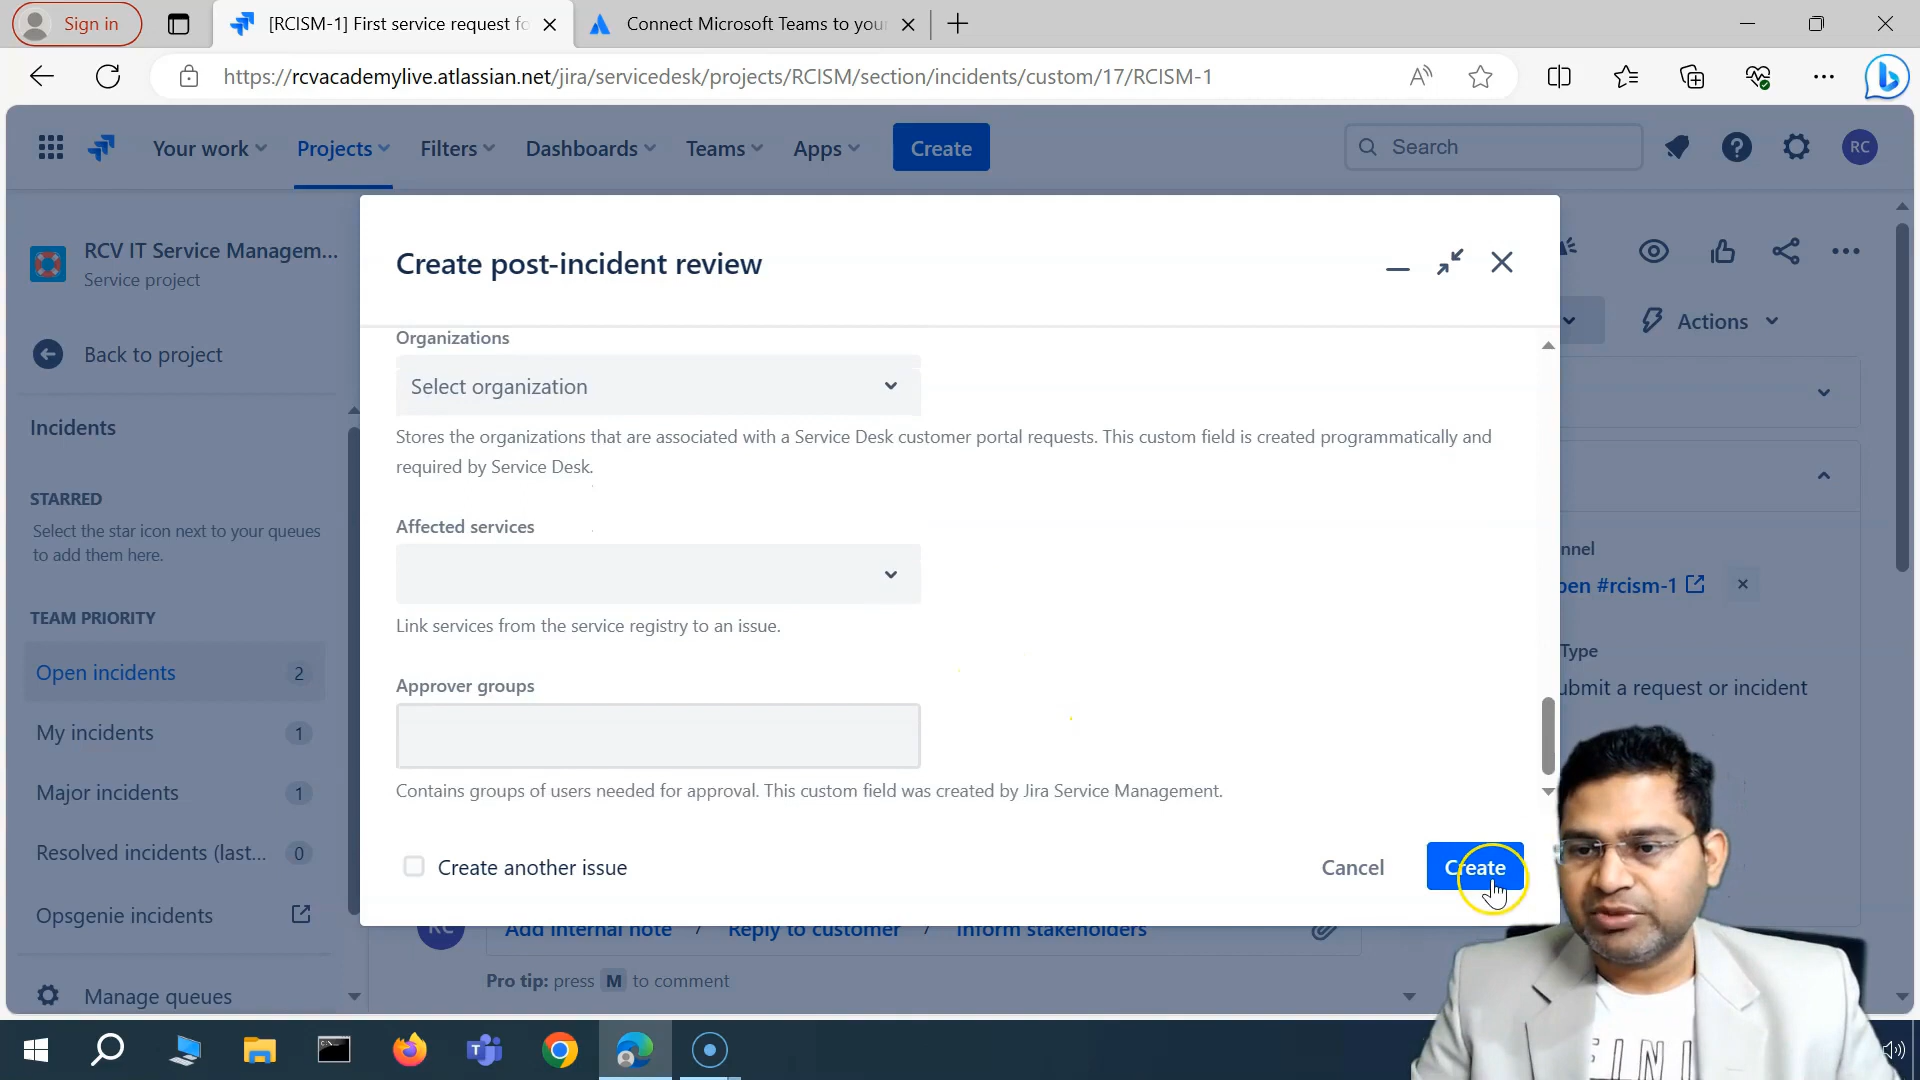 Sign in
[RCISM-1] First service request fo
Connect Microsoft Teams to your
https://rcvacademylive.atlassian.net/jira/servicedesk/projects/RCISM/section/incidents/custom/17/RCISM-1
Your work
Projects
Filters
Dashboards
Teams
Apps
Create
Search
RC
RCV IT Service Managem...
Service project
Back to project
Incidents
STARRED
Select the star icon next to your queues
to add them here.
TEAM PRIORITY
Open incidents 2
My incidents 1
Major incidents 1
Resolved incidents (last... 0
Opsgenie incidents
Manage queues
Create post-incident review
Organizations
Select organization
Stores the organizations that are associated with a Service Desk customer portal requests. This custom field is created programmatically and
required by Service Desk.
Affected services
Link services from the service registry to an issue.
Approver groups
Contains groups of users needed for approval. This custom field was created by Jira Service Management.
Create another issue
Cancel
Create
Actions
nnel
pen #rcism-1
Type
ubmit a request or incident
RC
Add internal note / Reply to customer / Inform stakeholders
Pro tip: press M to comment